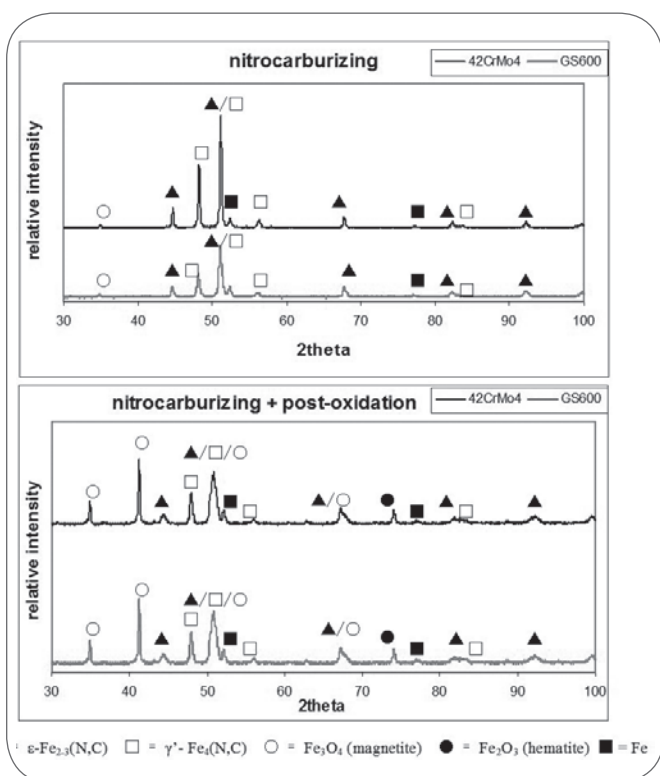 nitrocarburizing
42CrMo4 GS600
relative intensity
▲/□
□
▲
■ □
○
▲
■ ▲ □
▲
▲/□
▲ □
○
□
▲
■ ▲ □
▲
30 40 50 60 70 80 90 100
2theta
nitrocarburizing + post-oxidation
42CrMo4 GS600
relative intensity
○
▲/□/○
○
□
▲
■ □
▲/○
●
■ ▲ □
▲
○
▲/□/○
○
□
▲
■ □
▲/○
●
■ ▲ □
▲
30 40 50 60 70 80 90 100
2theta
= ε-Fe₂₋₃(N,C) □ = γ'- Fe₄(N,C) ○ = Fe₃O₄ (magnetite) ● = Fe₂O₃ (hematite) ■ = Fe